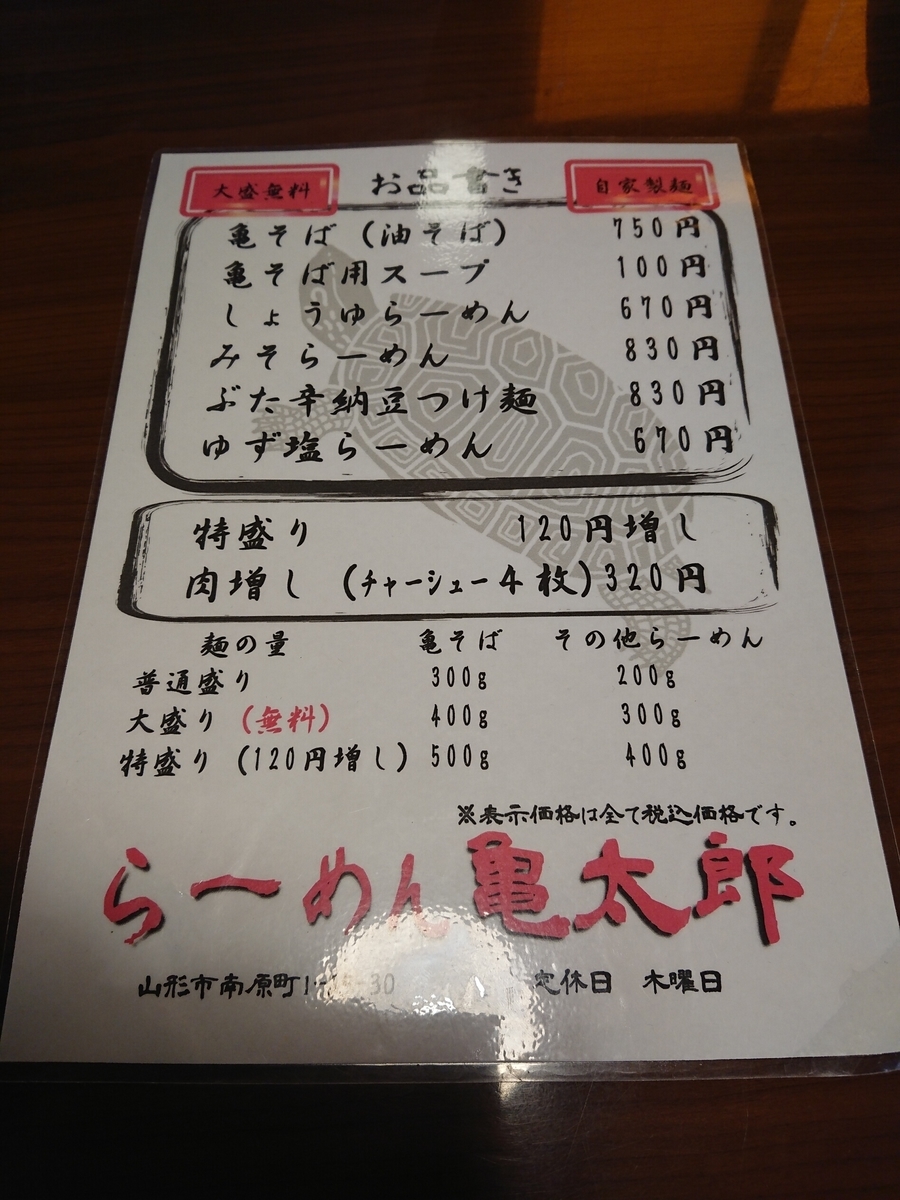 大盛無料 お品書き 自家製麺
亀そば(油そば) 750円
亀そば用スープ 100円
しょうゆらーめん 670円
みそらーめん 830円
ぶた辛納豆つけ麺 830円
ゆず塩らーめん 670円
特盛り 120円増し
肉増し (チャーシュー4枚) 320円
麺の量 亀そば その他らーめん
普通盛り 300g 200g
大盛り (無料) 400g 300g
特盛り (120円増し) 500g 400g
※表示価格は全て税込価格です。
らーめん亀太郎
山形市南原町1-15-30 定休日 木曜日